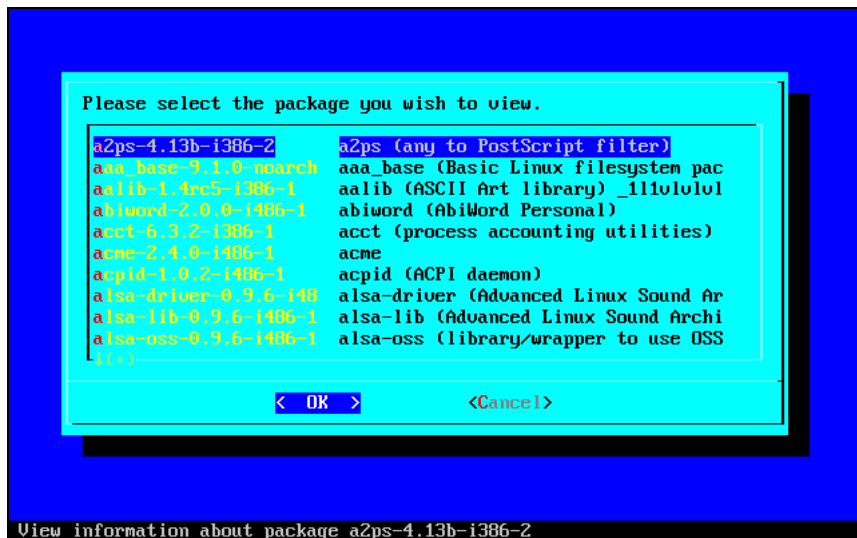 Please select the package you wish to view.
a2ps-4.13b-i386-2 a2ps (any to PostScript filter)
aaa_base-9.1.0-noarch aaa_base (Basic Linux filesystem pac
aalib-1.4rc5-i386-1 aalib (ASCII Art library) _1l1vlvlvl
abiword-2.0.0-i486-1 abiword (AbiWord Personal)
acct-6.3.2-i386-1 acct (process accounting utilities)
acme-2.4.0-i486-1 acme
acpid-1.0.2-i486-1 acpid (ACPI daemon)
alsa-driver-0.9.6-i48 alsa-driver (Advanced Linux Sound Ar
alsa-lib-0.9.6-i486-1 alsa-lib (Advanced Linux Sound Archi
alsa-oss-0.9.6-i486-1 alsa-oss (library/wrapper to use OSS
↓(+)
< OK > <Cancel>
View information about package a2ps-4.13b-i386-2